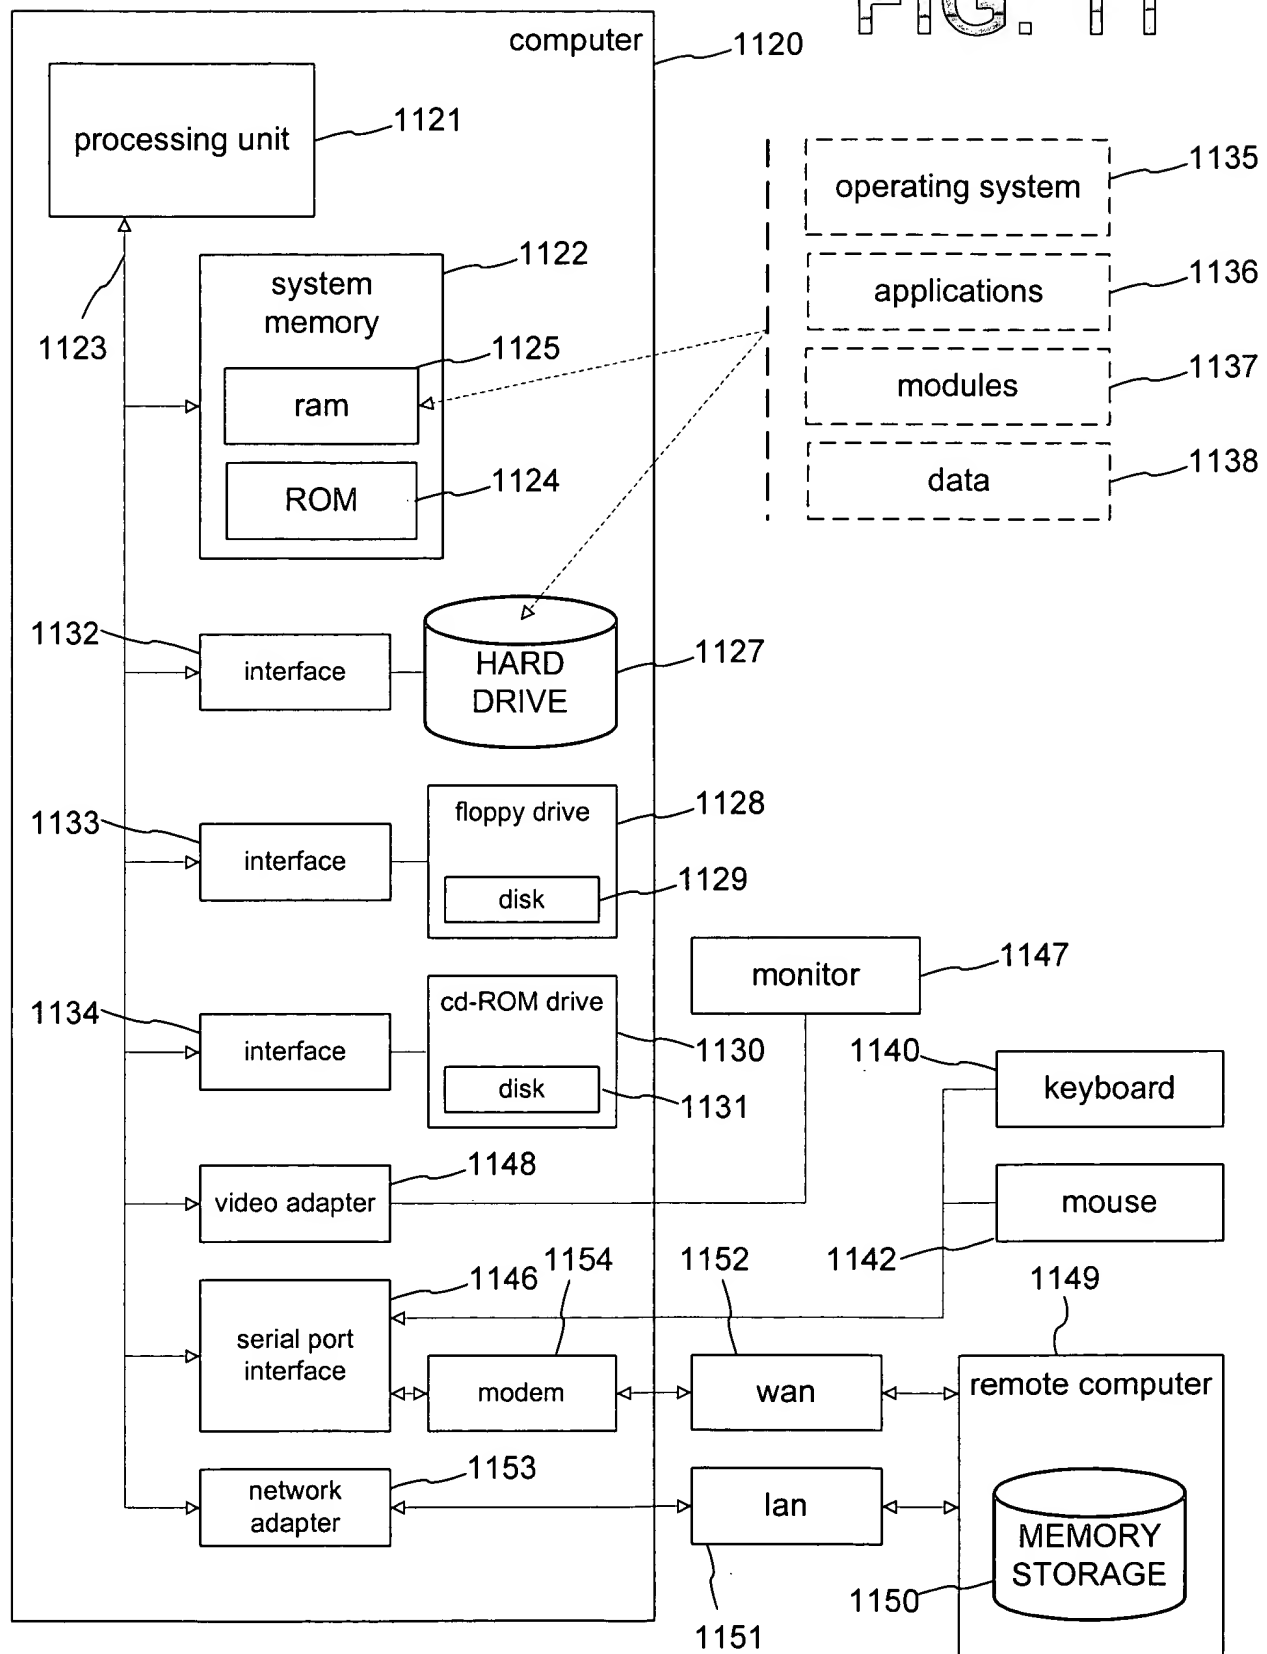 FIG. 11
computer
1120
processing unit
1121
1123
1122
system
memory
1125
ram
1124
ROM
operating system
1135
applications
1136
modules
1137
data
1138
1132
interface
HARD
DRIVE
1127
1133
interface
floppy drive
1128
disk
1129
1134
interface
cd-ROM drive
1130
disk
1131
monitor
1147
1140
keyboard
mouse
1142
video adapter
1148
serial port
interface
1146
1154
modem
1152
wan
1149
remote computer
network
adapter
1153
lan
1151
MEMORY
STORAGE
1150